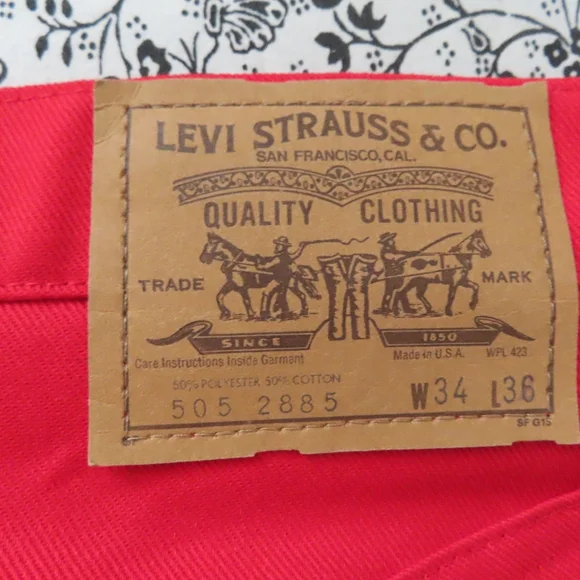 LEVI STRAUSS & CO.
SAN FRANCISCO, CAL.
QUALITY CLOTHING
TRADE MARK
SINCE 1850
Care Instructions Inside Garment Made in U.S.A. WPL 423
50% POLYESTER 50% COTTON
505 2885 W34 L36
SF G15